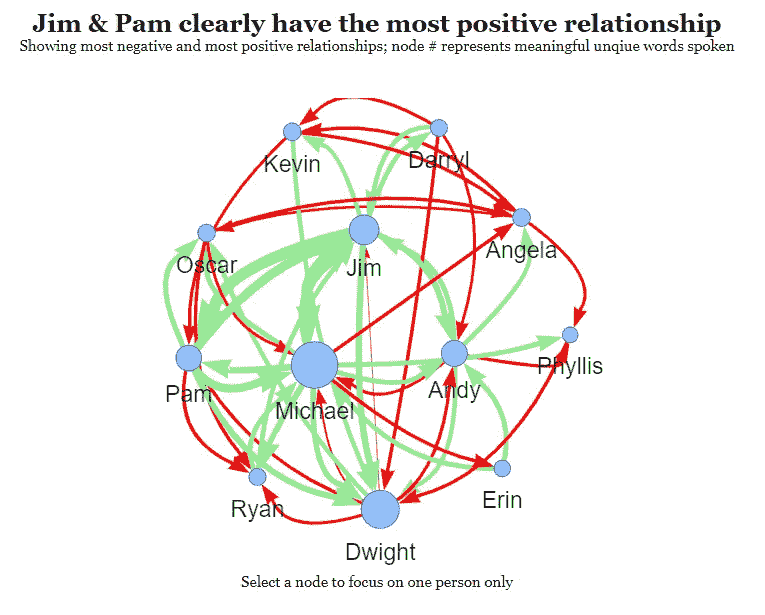 Jim & Pam clearly have the most positive relationship
Showing most negative and most positive relationships; node # represents meaningful unqiue words spoken
Kevin
Darryl
Angela
Oscar
Jim
Phyllis
Pam
Andy
Michael
Ryan
Erin
Dwight
Select a node to focus on one person only